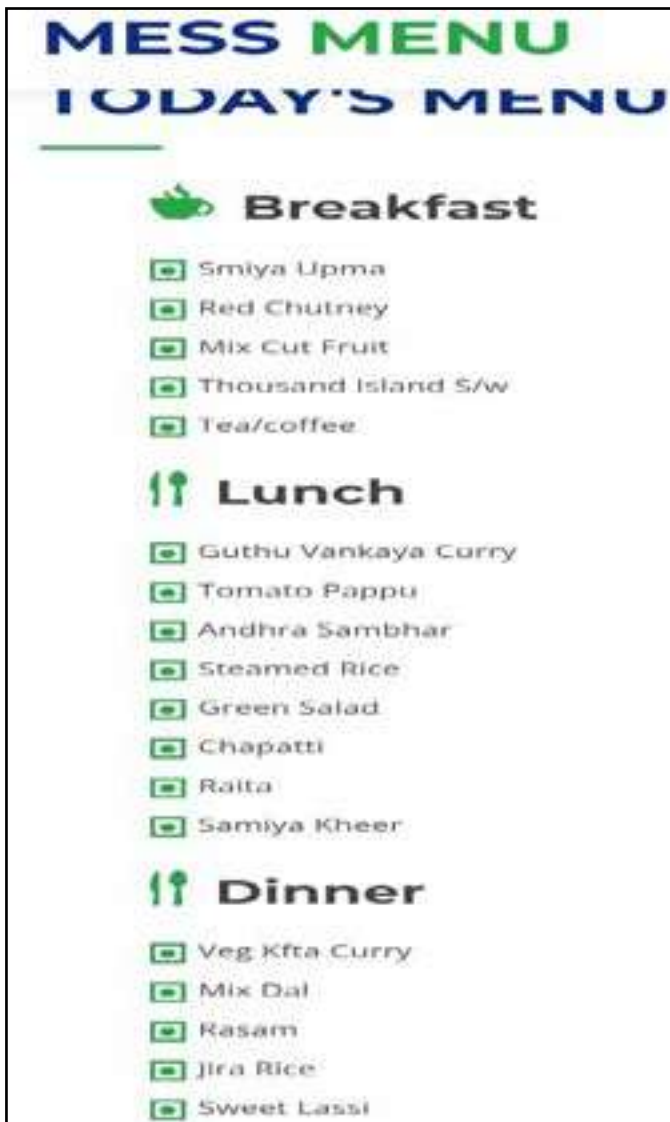 MESS MENU
TODAY'S MENU
Breakfast
Smiya Upma
Red Chutney
Mix Cut Fruit
Thousand Island S/w
Tea/coffee
Lunch
Guthu Vankaya Curry
Tomato Pappu
Andhra Sambhar
Steamed Rice
Green Salad
Chapatti
Raita
Samiya Kheer
Dinner
Veg Kfta Curry
Mix Dal
Rasam
Jira Rice
Sweet Lassi